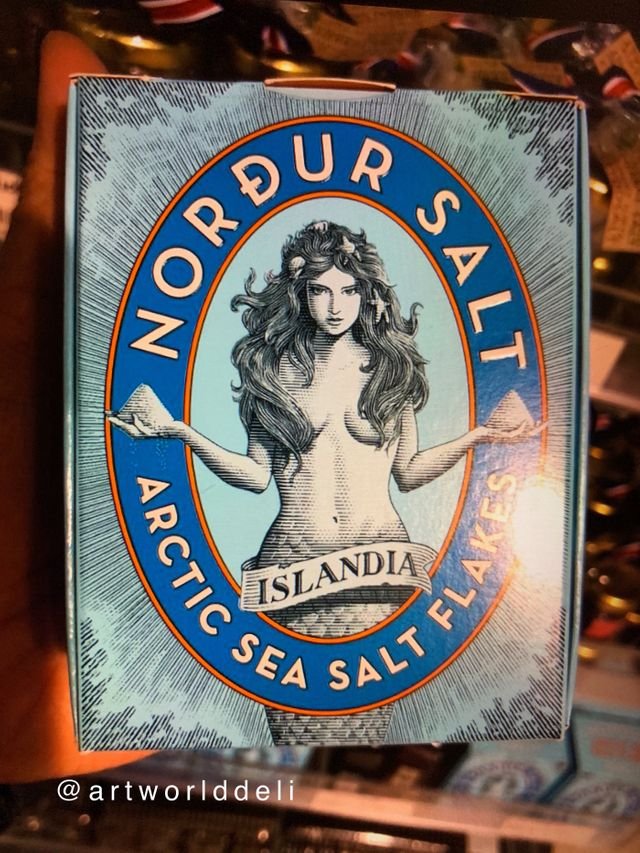 NORÐUR SALT
ISLANDIA
ARCTIC SEA SALT FLAKES
@artworlddeli